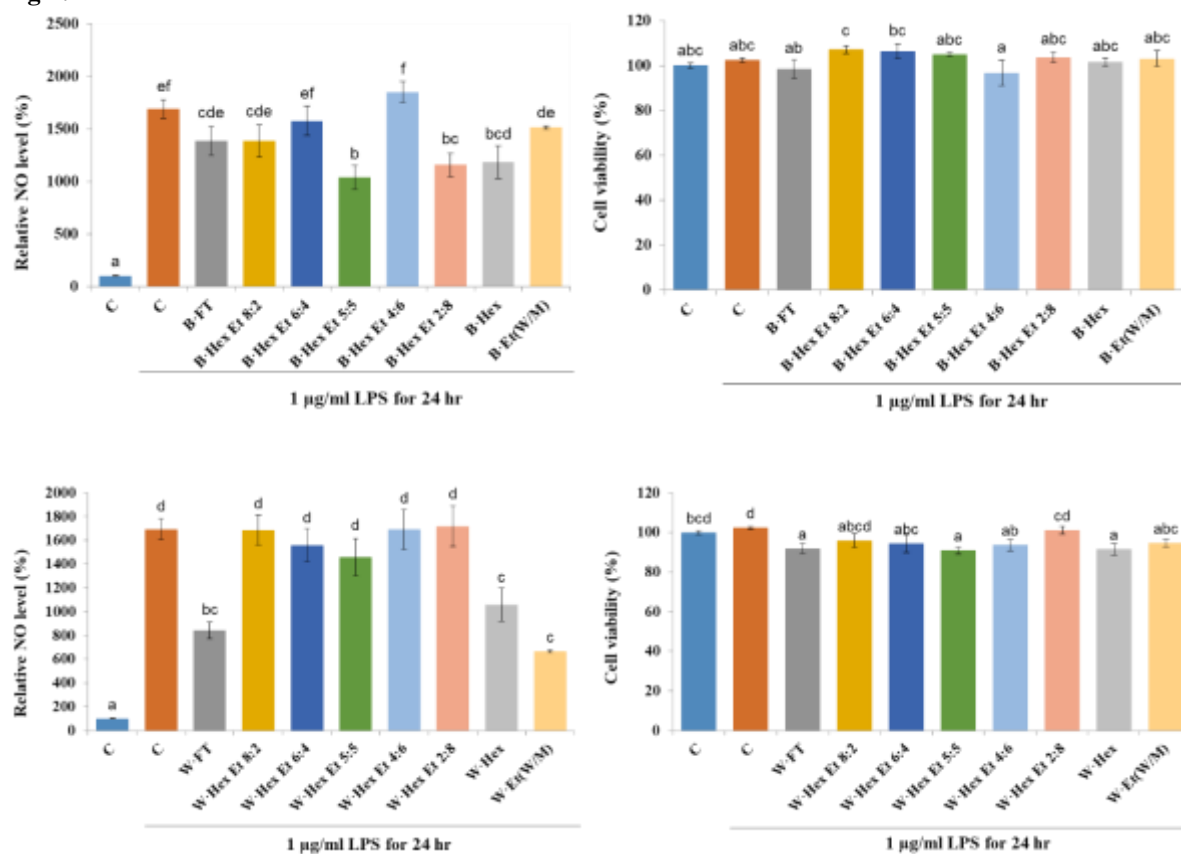 2500
2000
1500
1000
500
0
Relative NO level (%)
a
ef
cde
cde
ef
b
f
bc
bcd
de
C
C
B-FT
B-Hex Et 8:2
B-Hex Et 6:4
B-Hex Et 5:5
B-Hex Et 4:6
B-Hex Et 2:8
B-Hex
B-Et(W/M)
1 µg/ml LPS for 24 hr
120
100
80
60
40
20
0
Cell viability (%)
abc
abc
ab
c
bc
abc
a
abc
abc
abc
C
C
B-FT
B-Hex Et 8:2
B-Hex Et 6:4
B-Hex Et 5:5
B-Hex Et 4:6
B-Hex Et 2:8
B-Hex
B-Et(W/M)
1 µg/ml LPS for 24 hr
2000
1800
1600
1400
1200
1000
800
600
400
200
0
Relative NO level (%)
a
d
bc
d
d
d
d
d
c
c
C
C
W-FT
W-Hex Et 8:2
W-Hex Et 6:4
W-Hex Et 5:5
W-Hex Et 4:6
W-Hex Et 2:8
W-Hex
W-Et(W/M)
1 µg/ml LPS for 24 hr
120
100
80
60
40
20
0
Cell viability (%)
bcd
d
a
abcd
abc
a
ab
cd
a
abc
C
C
W-FT
W-Hex Et 8:2
W-Hex Et 6:4
W-Hex Et 5:5
W-Hex Et 4:6
W-Hex Et 2:8
W-Hex
W-Et(W/M)
1 µg/ml LPS for 24 hr